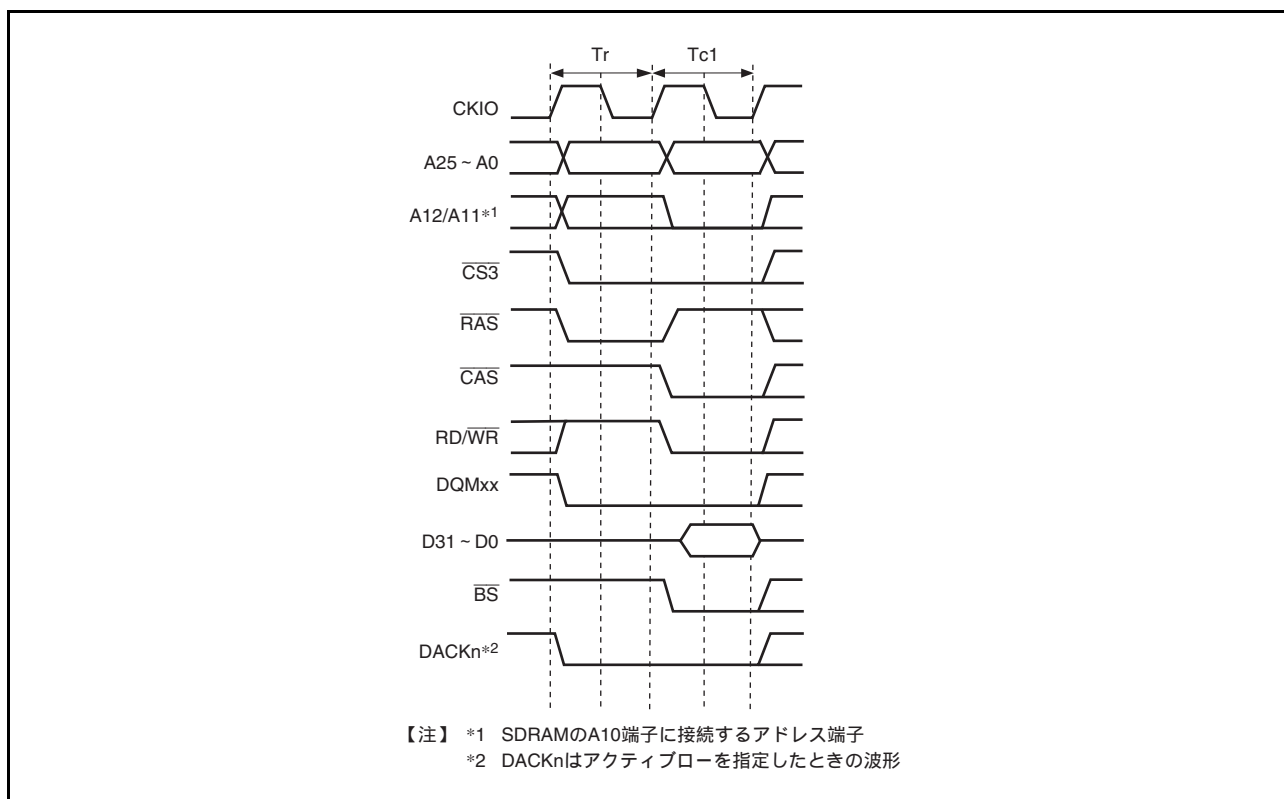 Tr Tc1
CKIO
A25 ~ A0
A12/A11*1
CS3
RAS
CAS
RD/WR
DQMxx
D31 ~ D0
BS
DACKn*2
【注】 *1 SDRAMのA10端子に接続するアドレス端子
*2 DACKnはアクティブローを指定したときの波形